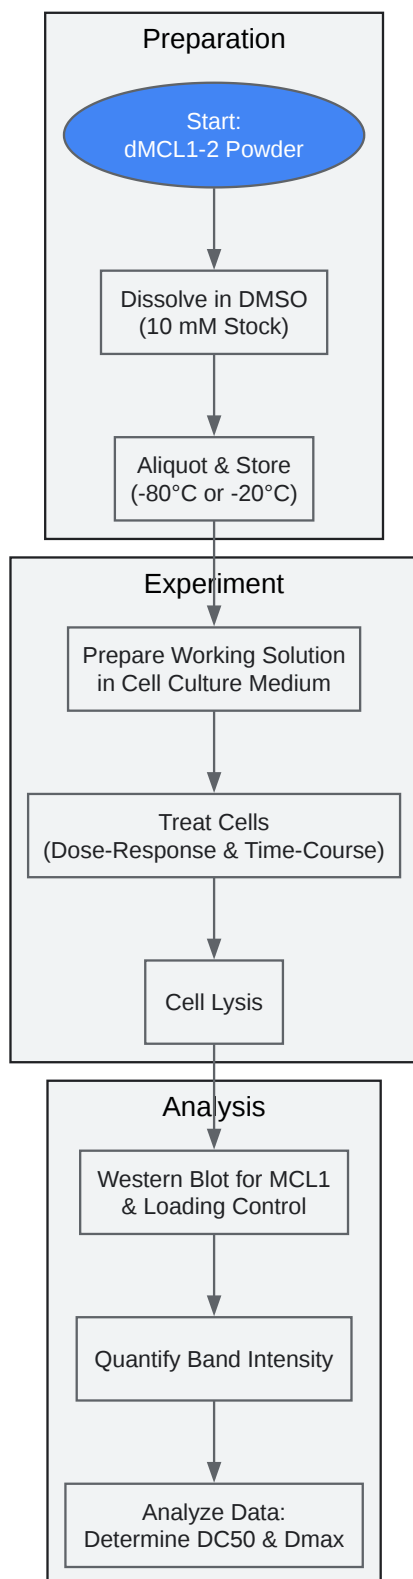 Preparation
Start:
dMCL1-2 Powder
Dissolve in DMSO
(10 mM Stock)
Aliquot & Store
(-80°C or -20°C)
Experiment
Prepare Working Solution
in Cell Culture Medium
Treat Cells
(Dose-Response & Time-Course)
Cell Lysis
Analysis
Western Blot for MCL1
& Loading Control
Quantify Band Intensity
Analyze Data:
Determine DC50 & Dmax